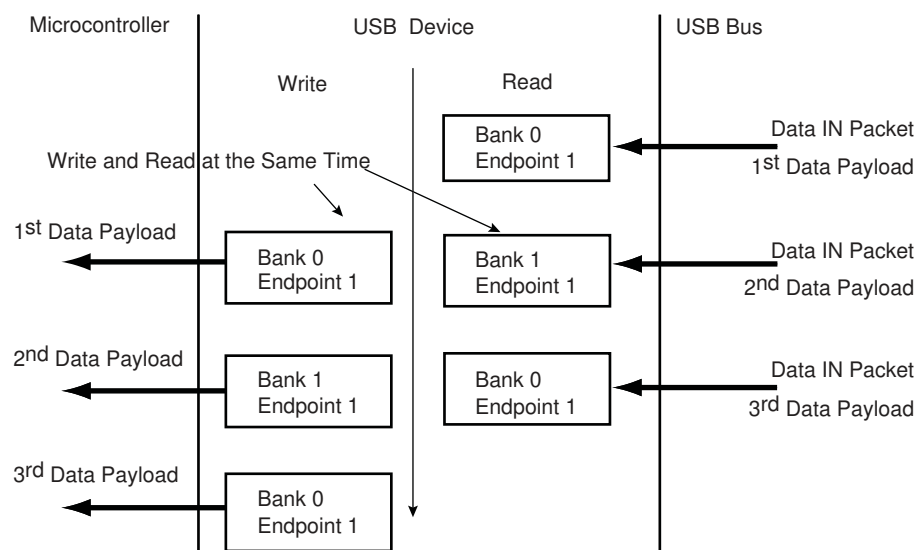 Microcontroller
USB Device
USB Bus
Write
Read
Bank 0
Endpoint 1
Data IN Packet
1st Data Payload
Write and Read at the Same Time
1st Data Payload
Bank 0
Endpoint 1
Bank 1
Endpoint 1
Data IN Packet
2nd Data Payload
2nd Data Payload
Bank 1
Endpoint 1
Bank 0
Endpoint 1
Data IN Packet
3rd Data Payload
3rd Data Payload
Bank 0
Endpoint 1